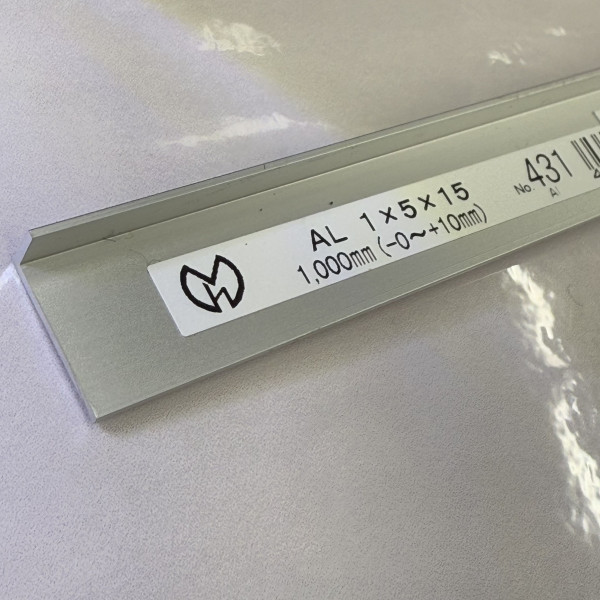 AL 1×5×15
1,000mm (-0～+10mm)
No. 431
Al